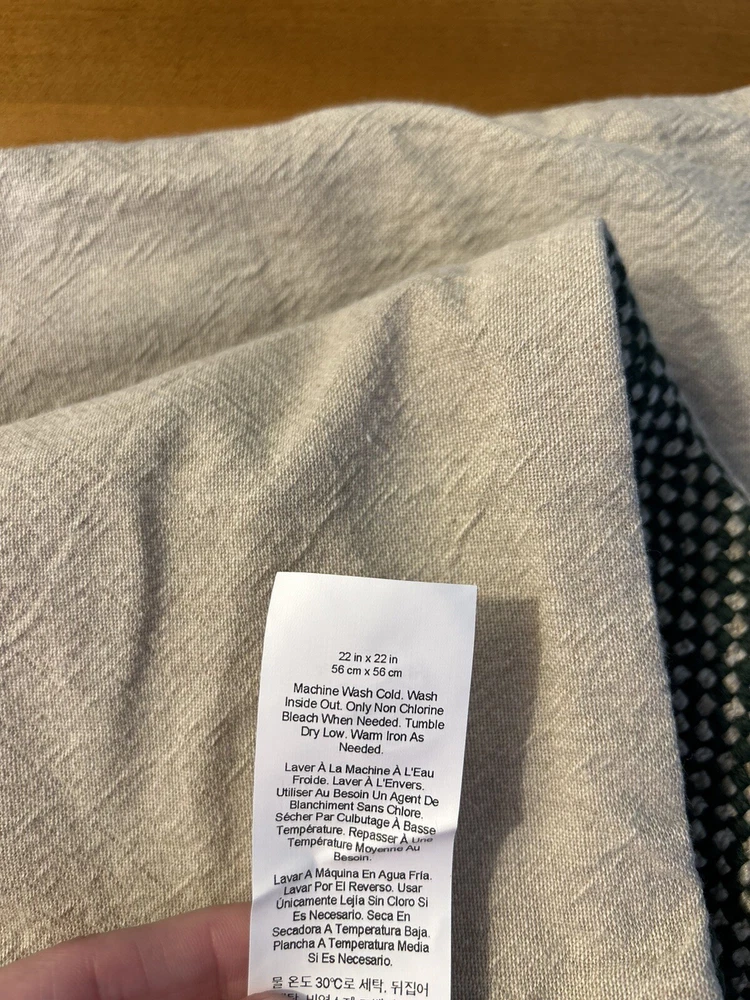 22 in x 22 in
56 cm x 56 cm
Machine Wash Cold. Wash
Inside Out. Only Non Chlorine
Bleach When Needed. Tumble
Dry Low. Warm Iron As
Needed.
Laver À La Machine À L'Eau
Froide. Laver À L'Envers.
Utiliser Au Besoin Un Agent De
Blanchiment Sans Chlore.
Sécher Par Culbutage À Basse
Température. Repasser À Une
Température Moyenne Au
Besoin.
Lavar A Máquina En Agua Fría.
Lavar Por El Reverso. Usar
Únicamente Lejía Sin Cloro Si
Es Necesario. Seca En
Secadora A Temperatura Baja.
Plancha A Temperatura Media
Si Es Necesario.
물 온도 30℃로 세탁. 뒤집어